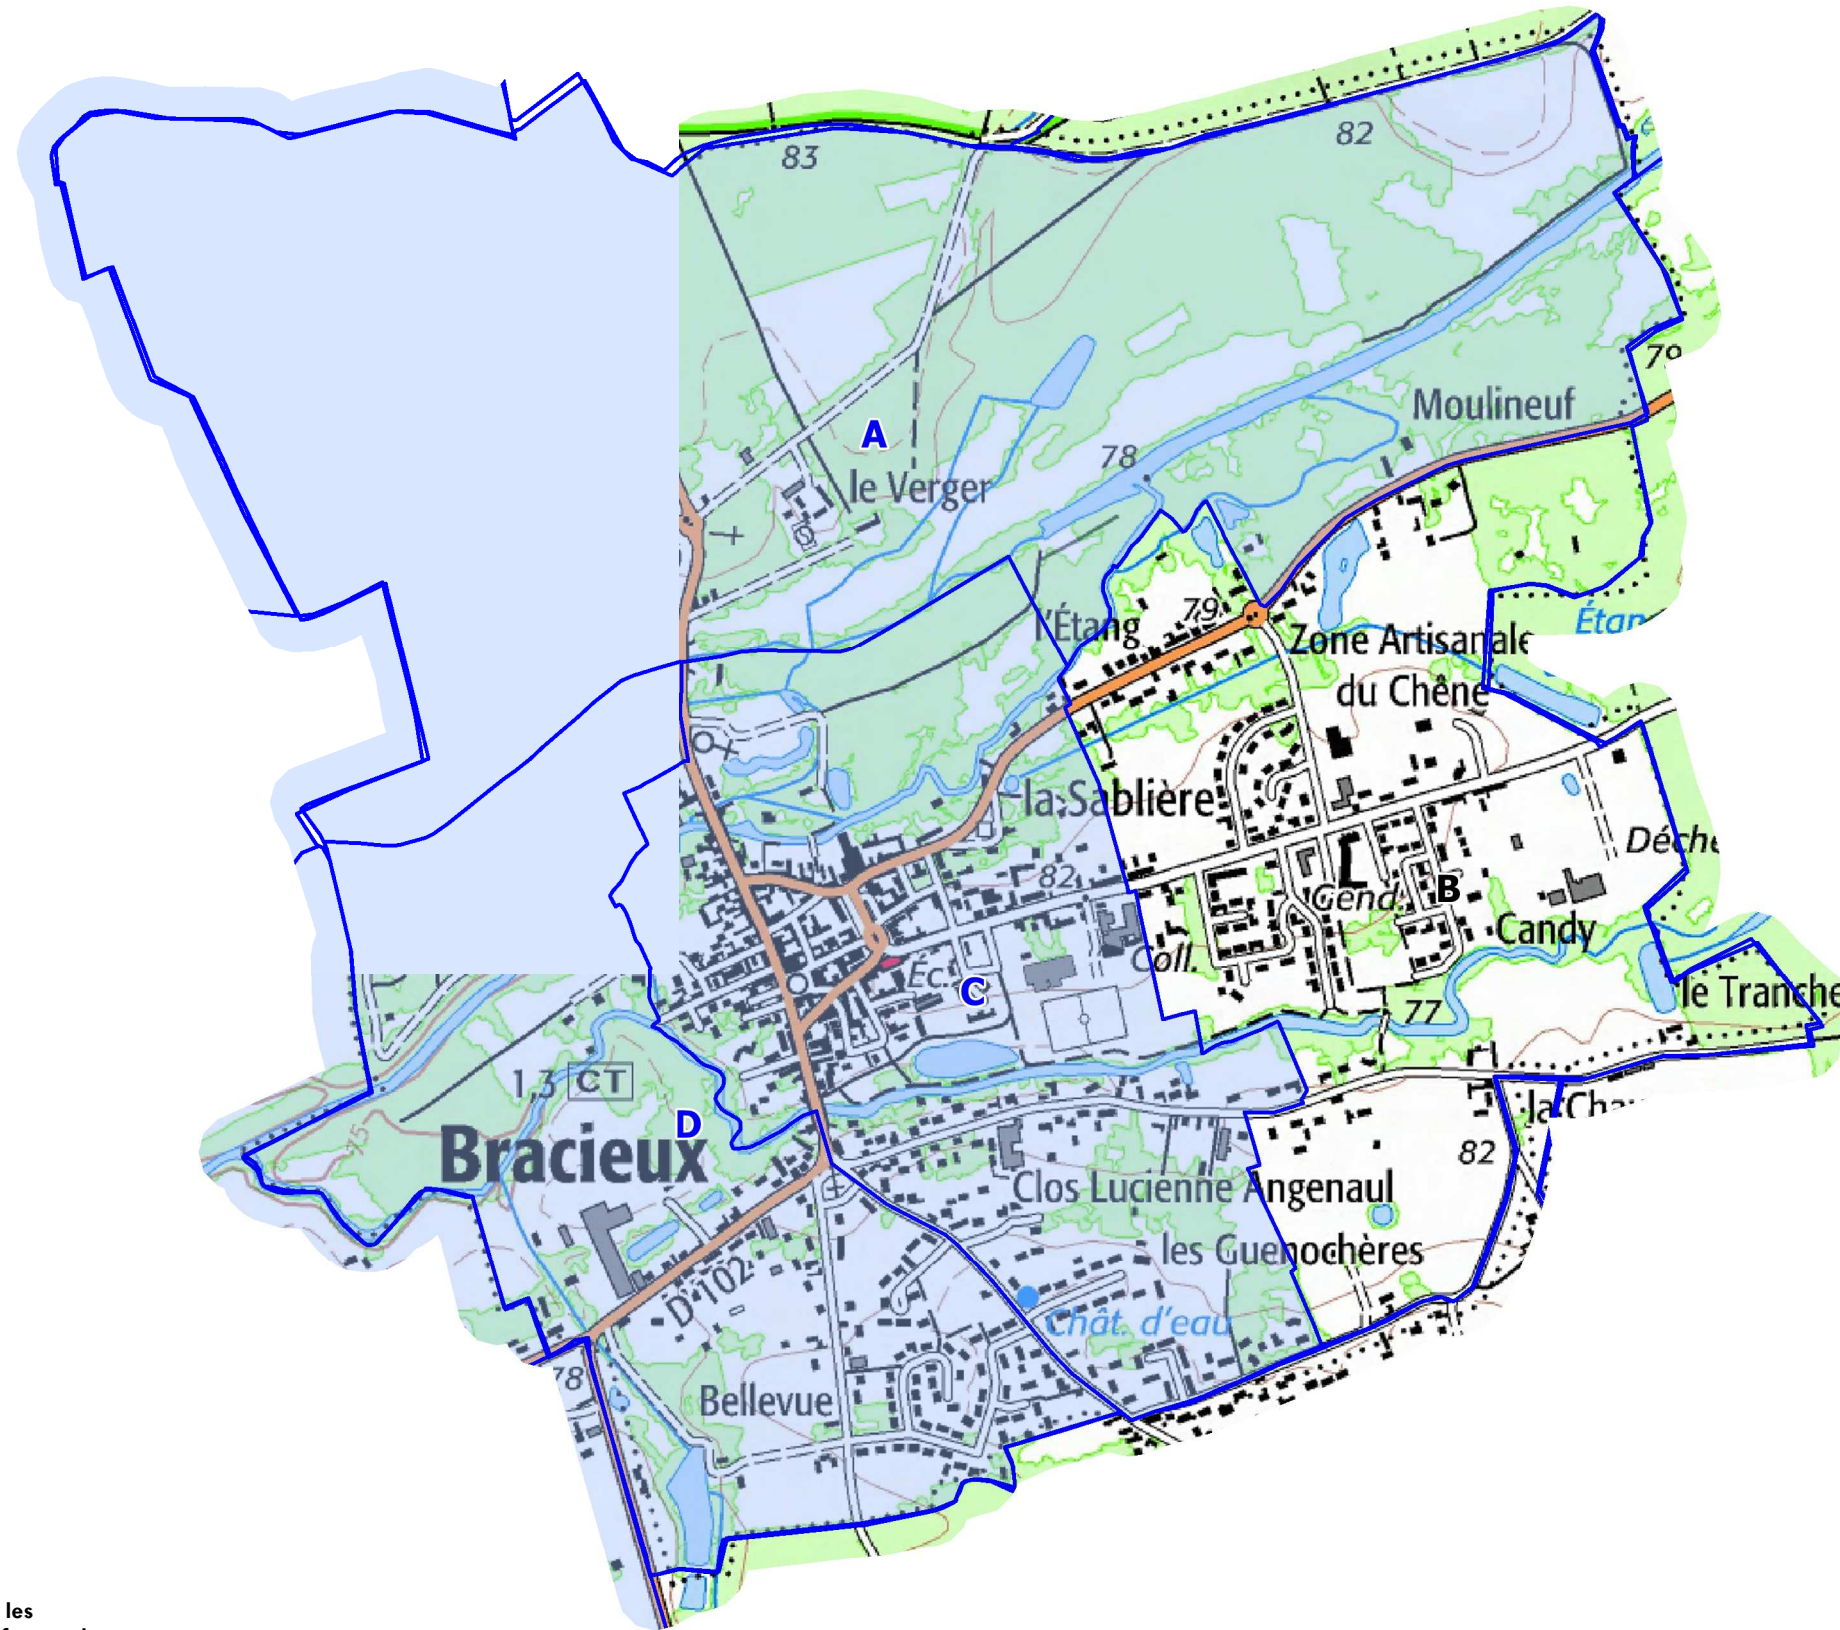 83
82
79
Moulineuf
A
78
le Verger
l'Étang
79
Zone Artisanale
du Chêne
Étan
la Sablière
Déche
82
Gend.
B
Candy
Coll.
Éc.
C
77
le Tranche
13 CT
la Cha
D
Bracieux
75
82
Clos Lucienne Angenaul
les Guenochères
D 102
Chât. d'eau
78
Bellevue
les